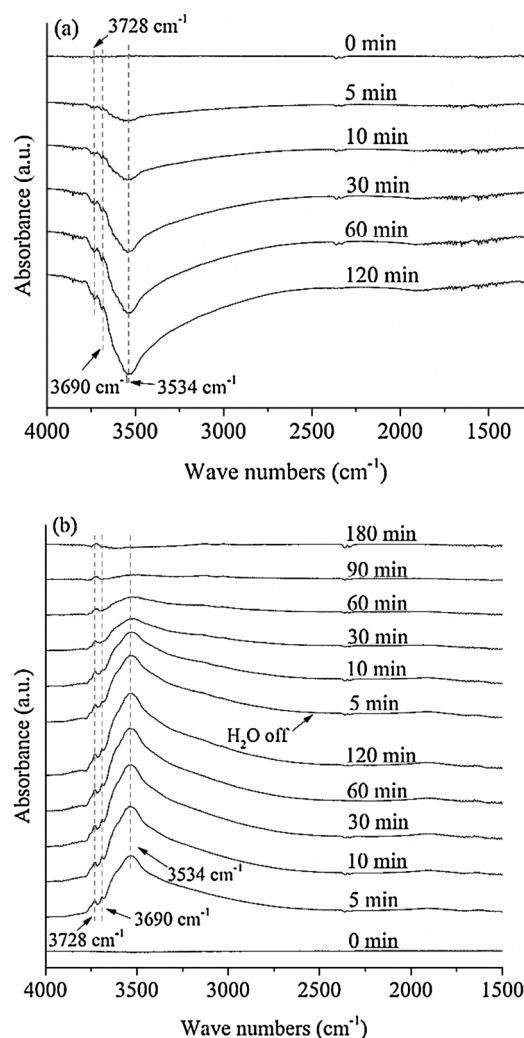 (a)
3728 cm⁻¹
0 min
5 min
10 min
30 min
60 min
120 min
3690 cm⁻¹
3534 cm⁻¹
Absorbance (a.u.)
4000 3500 3000 2500 2000 1500
Wave numbers (cm⁻¹)
(b)
180 min
90 min
60 min
30 min
10 min
5 min
H₂O off
120 min
60 min
30 min
10 min
3534 cm⁻¹
5 min
3690 cm⁻¹
3728 cm⁻¹
0 min
Absorbance (a.u.)
4000 3500 3000 2500 2000 1500
Wave numbers (cm⁻¹)